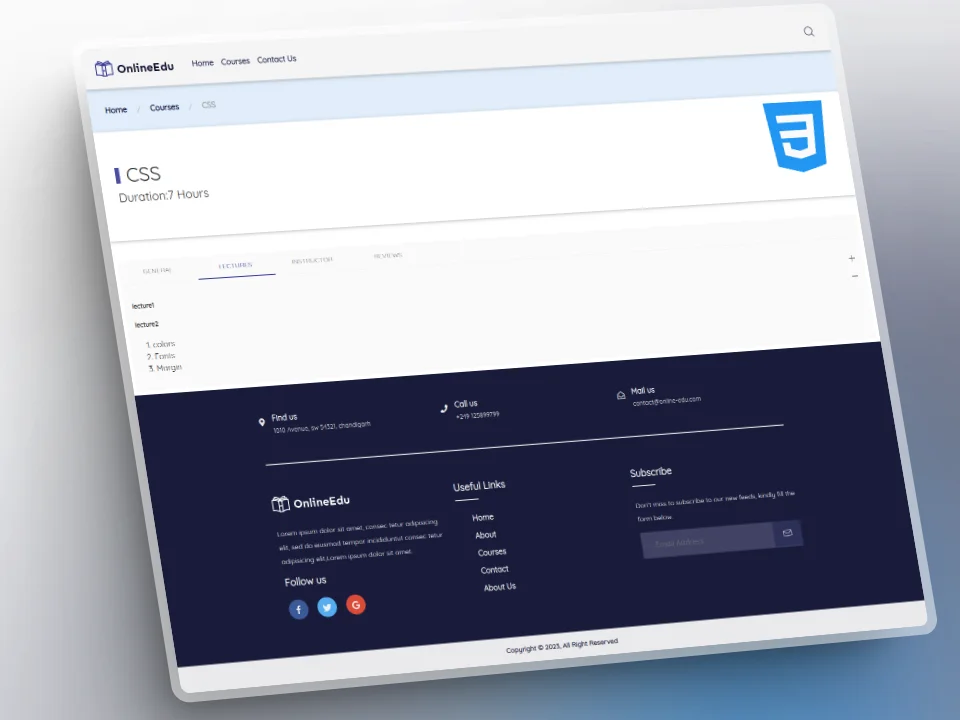 OnlineEdu Home Courses Contact Us
Home / Courses / CSS
CSS
Duration:7 Hours
GENERAL LECTURES INSTRUCTOR REVIEWS
lecture1
lecture2
1. colors
2. Fonts
3. Margin
Find us
1010 Avenue, sw 54321, chandigarh
Call us
+219 125899799
Mail us
contact@online-edu.com
OnlineEdu
Lorem ipsum dolor sit amet, consec tetur adipiscing
elit, sed do eiusmod tempor incididuntut consec tetur
adipiscing elit,Lorem ipsum dolor sit amet.
Follow us
Useful Links
Home
About
Courses
Contact
About Us
Subscribe
Don't miss to subscribe to our new feeds, kindly fill the
form below.
Email Address
Copyright © 2023, All Right Reserved